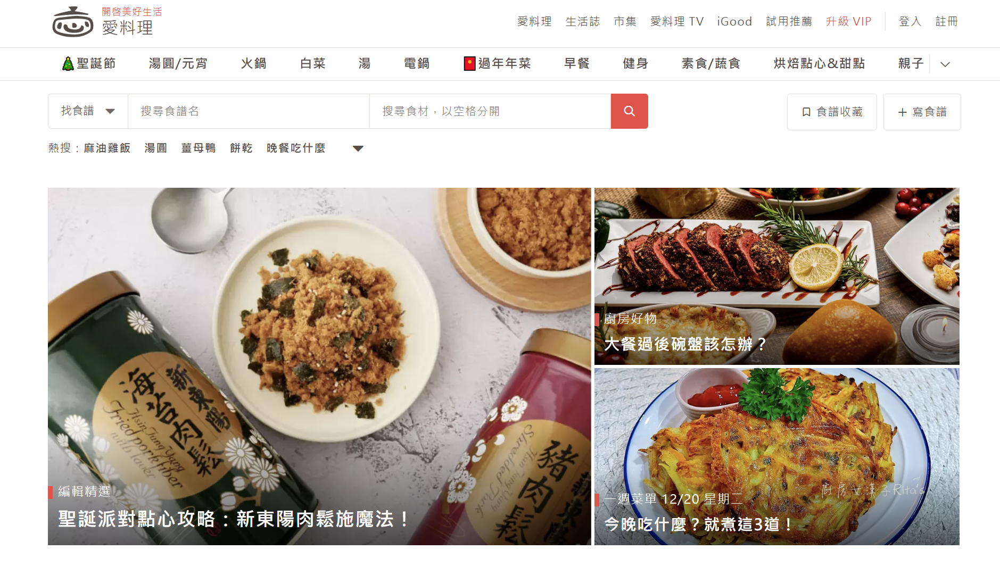 開啓美好生活
愛料理
愛料理 生活誌 市集 愛料理 TV iGood 試用推薦 升級 VIP 登入 註冊
聖誕節 湯圓/元宵 火鍋 白菜 湯 電鍋 過年年菜 早餐 健身 素食/蔬食 烘焙點心&甜點 親子
找食譜 搜尋食譜名 搜尋食材，以空格分開 食譜收藏 寫食譜
熱搜：麻油雞飯 湯圓 薑母鴨 餅乾 晚餐吃什麼
新東陽
海苔肉鬆
Hsin Tung Yang
Fried pork fiber
with laver
豬肉鬆
Hsin Tung Yang
Shredded Pork
新東陽
編輯精選
聖誕派對點心攻略：新東陽肉鬆施魔法！
廚房好物
大餐過後碗盤該怎辦？
廚房女漢子Rita's
一週菜單 12/20 星期二
今晚吃什麼？就煮這3道！